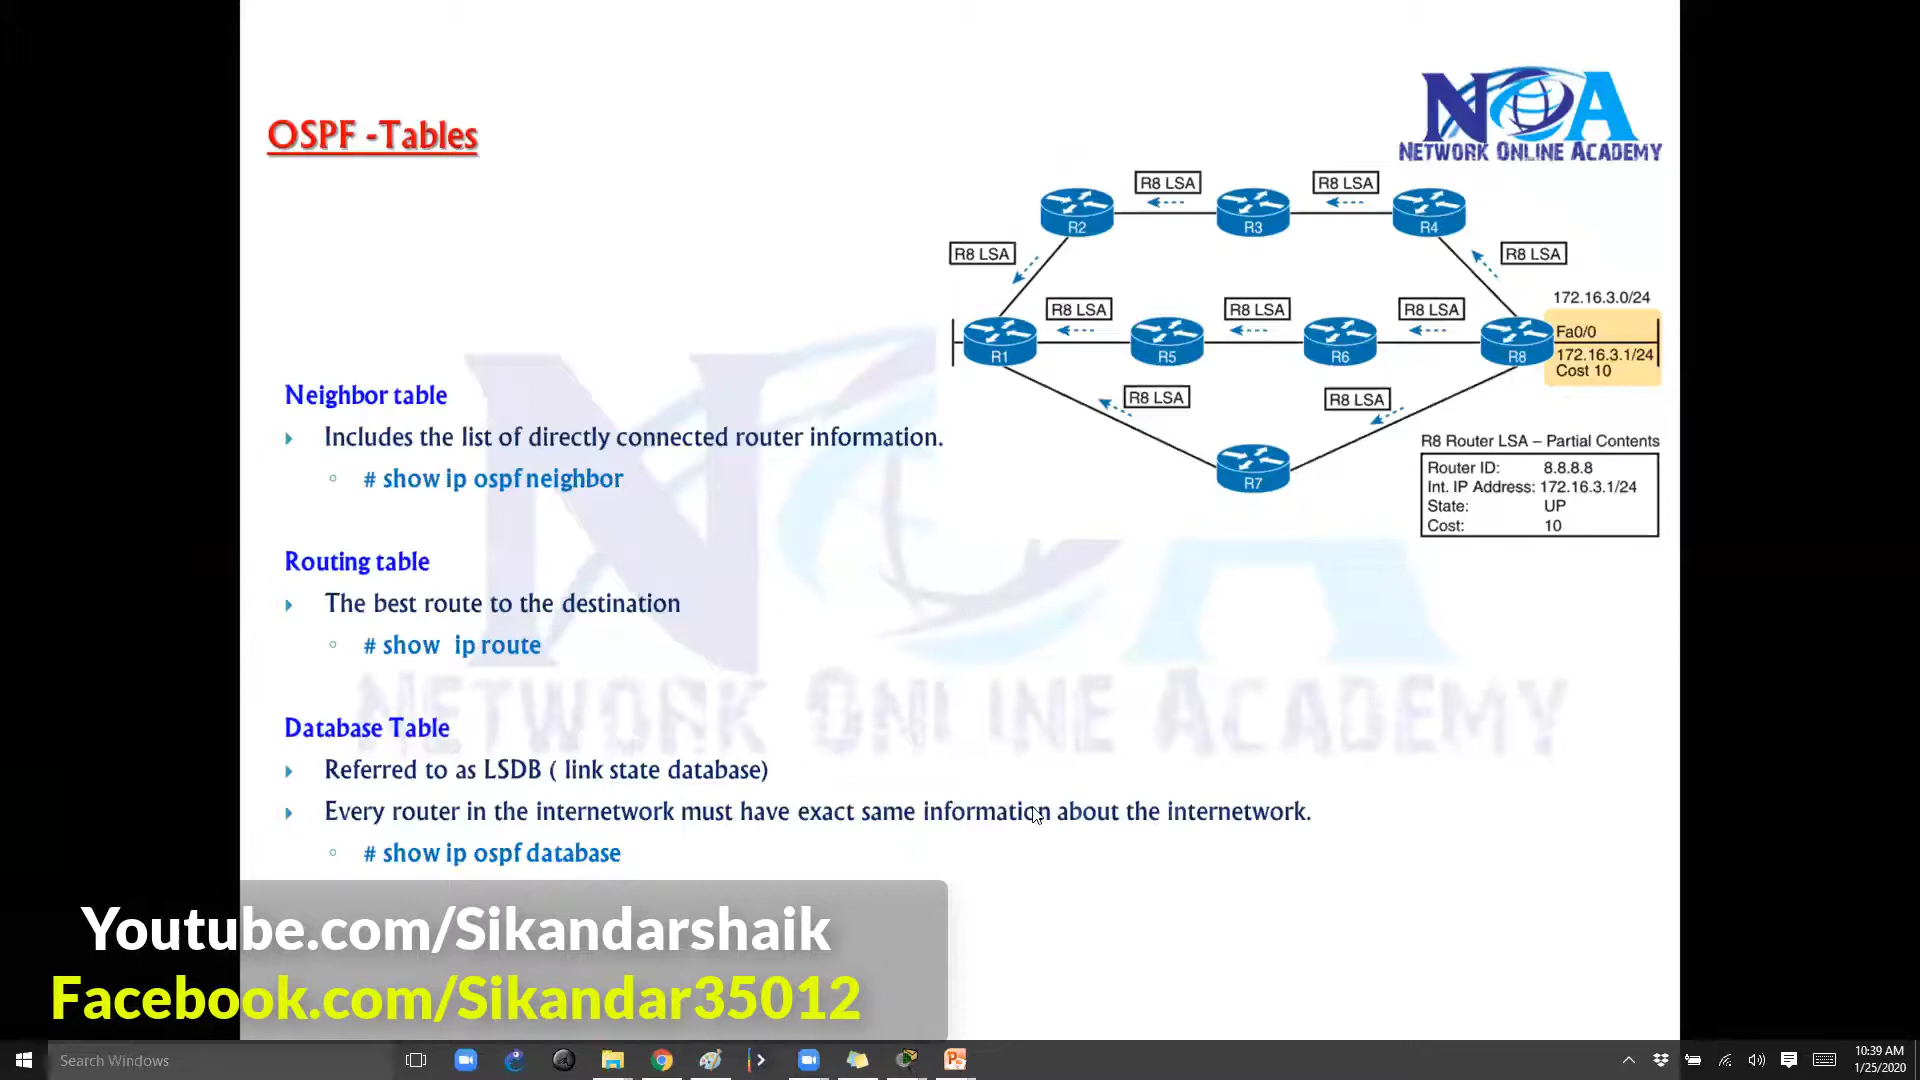 OSPF -Tables
NOA
NETWORK ONLINE ACADEMY
R8 LSA
R8 LSA
R2
R3
R4
R8 LSA
R8 LSA
172.16.3.0/24
R8 LSA
R8 LSA
R8 LSA
Fa0/0
R1
R5
R6
R8
172.16.3.1/24
Cost 10
R8 LSA
R8 LSA
R7
R8 Router LSA – Partial Contents
Router ID: 8.8.8.8
Int. IP Address: 172.16.3.1/24
State: UP
Cost: 10
Neighbor table
Includes the list of directly connected router information.
# show ip ospf neighbor
Routing table
The best route to the destination
# show ip route
NETWORK ONLINE ACADEMY
Database Table
Referred to as LSDB ( link state database)
Every router in the internetwork must have exact same information about the internetwork.
# show ip ospf database
Youtube.com/Sikandarshaik
Facebook.com/Sikandar35012
Search Windows
10:39 AM
1/25/2020